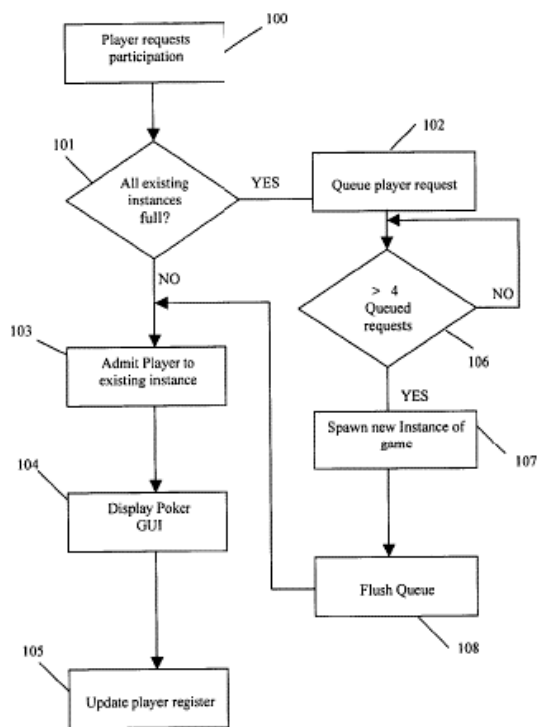 100
Player requests
participation
101
All existing
instances
full?
YES
102
Queue player request
NO
> 4
Queued
requests
NO
106
103
Admit Player to
existing instance
YES
Spawn new Instance of
game
107
104
Display Poker
GUI
Flush Queue
108
105
Update player register